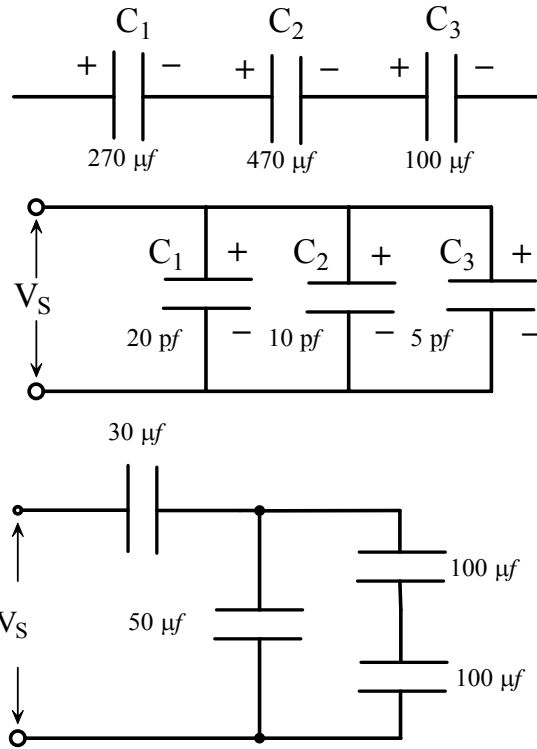 C1 C2 C3
+ − + − + −
270 μf 470 μf 100 μf
C1 + C2 + C3 +
VS
20 pf − 10 pf − 5 pf −
30 μf
100 μf
50 μf
VS
100 μf